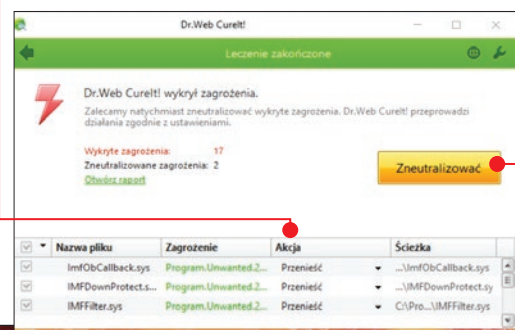 Dr.Web CureIt!
Leczenie zakończone
Dr.Web CureIt! wykrył zagrożenia.
Zalecamy natychmiast zneutralizować wykryte zagrożenia. Dr.Web CureIt! przeprowadzi
działania zgodnie z ustawieniami.
Wykryte zagrożenia: 17
Zneutralizowane zagrożenia: 2
Otwórz raport
Zneutralizować
Nazwa pliku Zagrożenie Akcja Ścieżka
ImfObCallback.sys Program.Unwanted.2... Przenieść ...\ImfObCallback.sys
IMFDownProtect.s... Program.Unwanted.2... Przenieść ...\IMFDownProtect.sy
IMFFilter.sys Program.Unwanted.2... Przenieść C:\Pro...\IMFFilter.sys